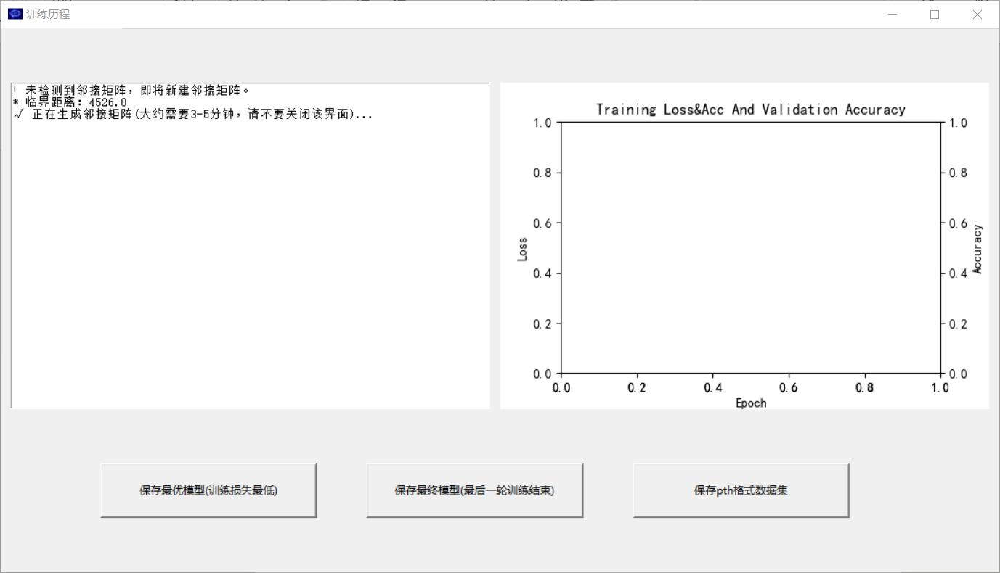 训练历程
! 未检测到邻接矩阵，即将新建邻接矩阵。
* 临界距离: 4526.0
√ 正在生成邻接矩阵(大约需要3-5分钟，请不要关闭该界面)...
Training Loss&Acc And Validation Accuracy
1.0
0.8
0.6
0.4
0.2
0.0
Loss
0.0 0.2 0.4 0.6 0.8 1.0
Epoch
1.0
0.8
0.6
0.4
0.2
0.0
Accuracy
保存最优模型(训练损失最低)
保存最终模型(最后一轮训练结束)
保存pth格式数据集